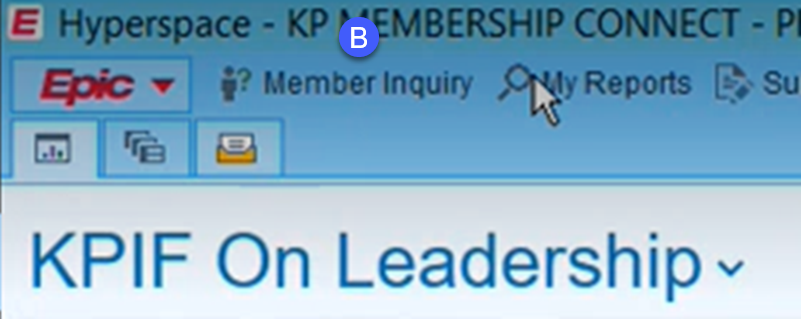 Hyperspace - KP MEMBERSHIP CONNECT - P
B
Epic Member Inquiry My Reports Su
KPIF On Leadership